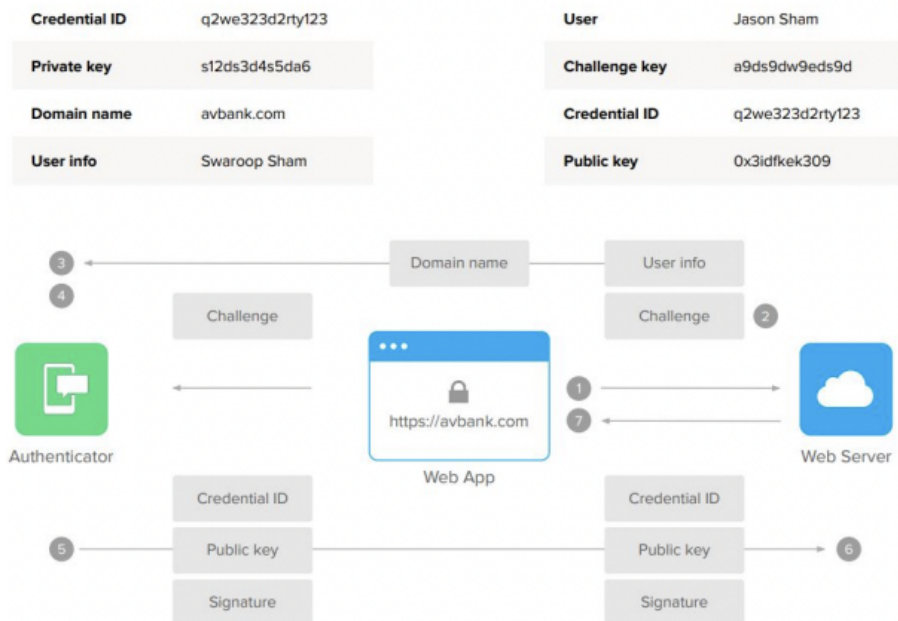 Credential ID q2we323d2rty123
Private key s12ds3d4s5da6
Domain name avbank.com
User info Swaroop Sham
User Jason Sham
Challenge key a9ds9dw9eds9d
Credential ID q2we323d2rty123
Public key 0x3idfkek309
3 Domain name User info
4
Challenge
Challenge 2
https://avbank.com
1
7
Authenticator
Web App
Web Server
Credential ID
Credential ID
5 Public key Public key 6
Signature
Signature